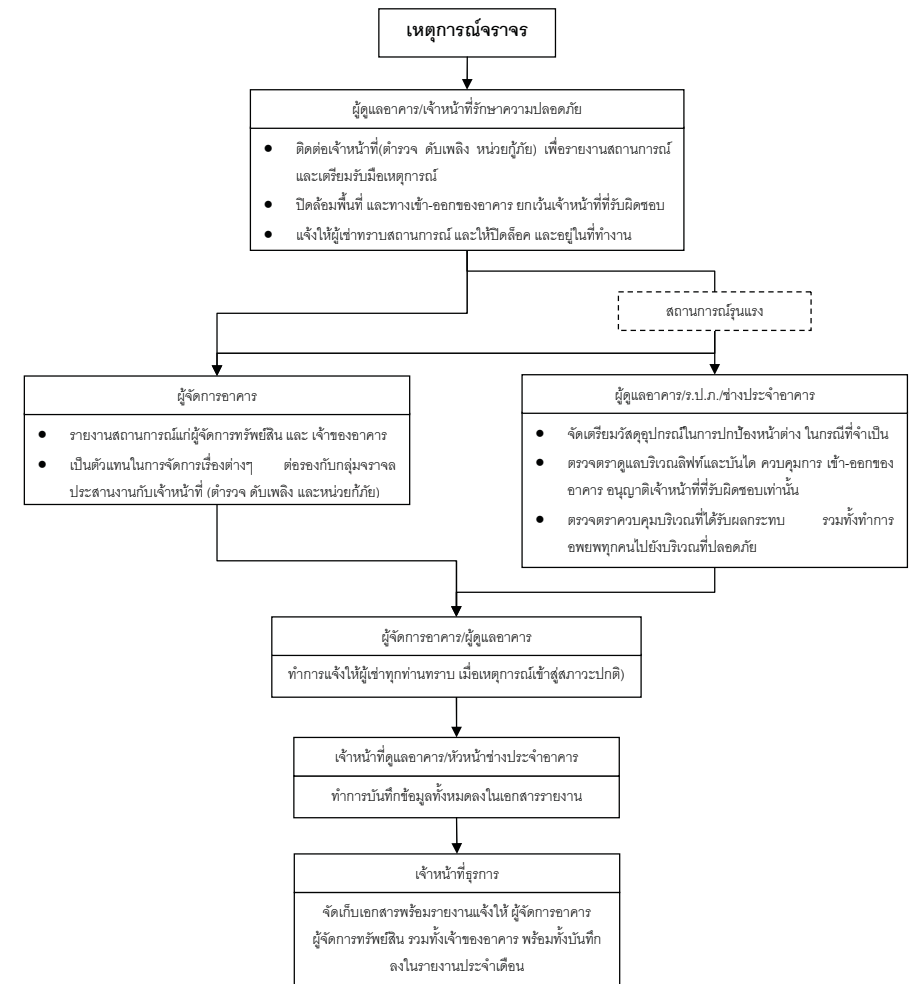 เหตุการณ์จราจร
ผู้ดูแลอาคาร/เจ้าหน้าที่รักษาความปลอดภัย
● ติดต่อเจ้าหน้าที่(ตำรวจ ดับเพลิง หน่วยกู้ภัย) เพื่อรายงานสถานการณ์
และเตรียมรับมือเหตุการณ์
● ปิดล้อมพื้นที่ และทางเข้า-ออกของอาคาร ยกเว้นเจ้าหน้าที่ที่รับผิดชอบ
● แจ้งให้ผู้เช่าทราบสถานการณ์ และให้ปิดล็อค และอยู่ในที่ทำงาน
สถานการณ์รุนแรง
ผู้จัดการอาคาร
● รายงานสถานการณ์แก่ผู้จัดการทรัพย์สิน และ เจ้าของอาคาร
● เป็นตัวแทนในการจัดการเรื่องต่างๆ ต่อรองกับกลุ่มจราจล
ประสานงานกับเจ้าหน้าที่ (ตำรวจ ดับเพลิง และหน่วยกู้ภัย)
ผู้ดูแลอาคาร/ร.ป.ภ./ช่างประจำอาคาร
● จัดเตรียมวัสดุอุปกรณ์ในการปกป้องหน้าต่าง ในกรณีที่จำเป็น
● ตรวจตราดูแลบริเวณลิฟท์และบันได ควบคุมการ เข้า-ออกของ
อาคาร อนุญาติเจ้าหน้าที่ที่รับผิดชอบเท่านั้น
● ตรวจตราควบคุมบริเวณที่ได้รับผลกระทบ รวมทั้งทำการ
อพยพทุกคนไปยังบริเวณที่ปลอดภัย
ผู้จัดการอาคาร/ผู้ดูแลอาคาร
ทำการแจ้งให้ผู้เช่าทุกท่านทราบ เมื่อเหตุการณ์เข้าสู่สภาวะปกติ)
เจ้าหน้าที่ดูแลอาคาร/หัวหน้าช่างประจำอาคาร
ทำการบันทึกข้อมูลทั้งหมดลงในเอกสารรายงาน
เจ้าหน้าที่ธุรการ
จัดเก็บเอกสารพร้อมรายงานแจ้งให้ ผู้จัดการอาคาร
ผู้จัดการทรัพย์สิน รวมทั้งเจ้าของอาคาร พร้อมทั้งบันทึก
ลงในรายงานประจำเดือน